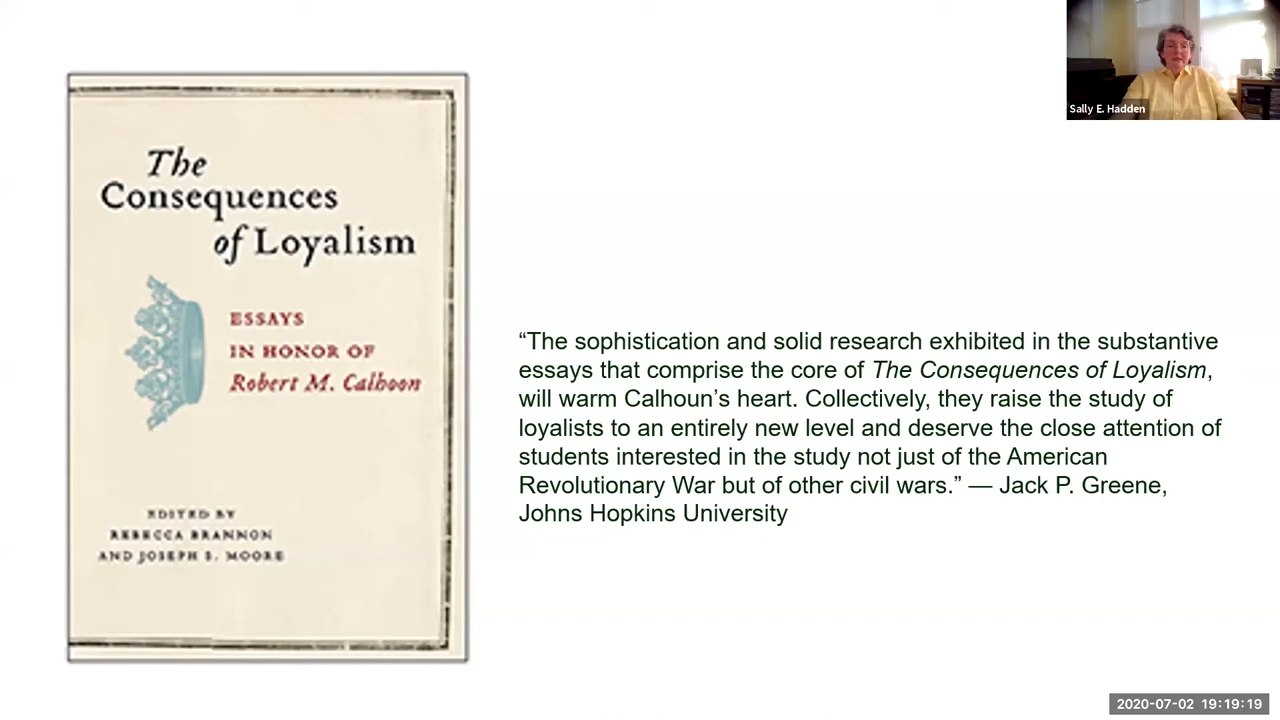 The
Consequences
of Loyalism
ESSAYS
IN HONOR OF
Robert M. Calhoon
EDITED BY
REBECCA BRANNON
AND JOSEPH S. MOORE
“The sophistication and solid research exhibited in the substantive
essays that comprise the core of The Consequences of Loyalism,
will warm Calhoun’s heart. Collectively, they raise the study of
loyalists to an entirely new level and deserve the close attention of
students interested in the study not just of the American
Revolutionary War but of other civil wars.” — Jack P. Greene,
Johns Hopkins University
Sally E. Hadden
2020-07-02 19:19:19